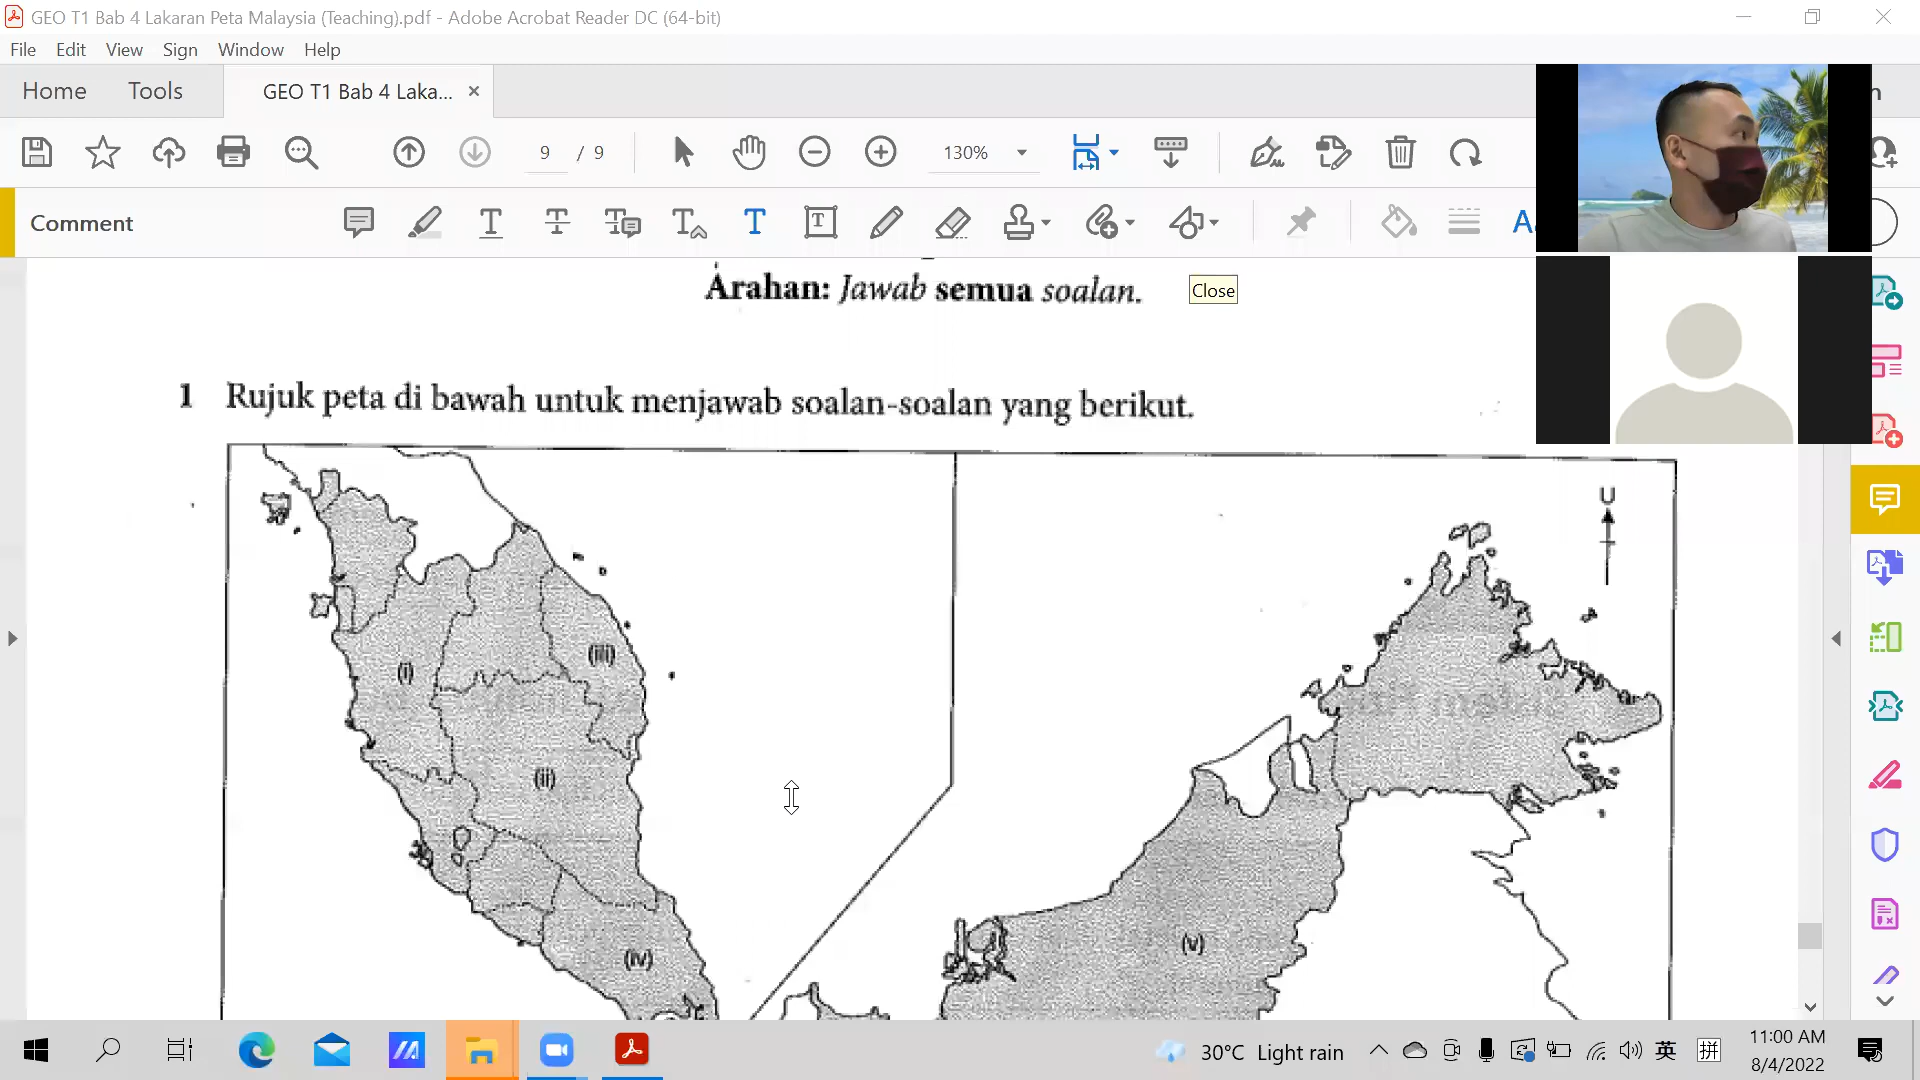 GEO T1 Bab 4 Lakaran Peta Malaysia (Teaching).pdf - Adobe Acrobat Reader DC (64-bit)
File Edit View Sign Window Help
Home Tools GEO T1 Bab 4 Laka...
9 / 9 130%
Comment
Arahan: Jawab semua soalan.
Close
1 Rujuk peta di bawah untuk menjawab soalan-soalan yang berikut.
U
(i)
(iii)
(ii)
(v)
(iv)
30°C Light rain
英
拼
11:00 AM
8/4/2022